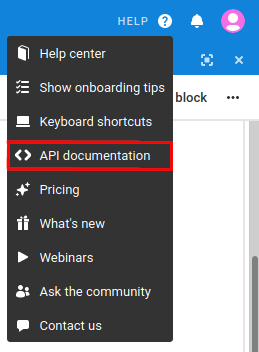 HELP
Help center
Show onboarding tips
block
Keyboard shortcuts
API documentation
Pricing
What's new
Webinars
Ask the community
Contact us